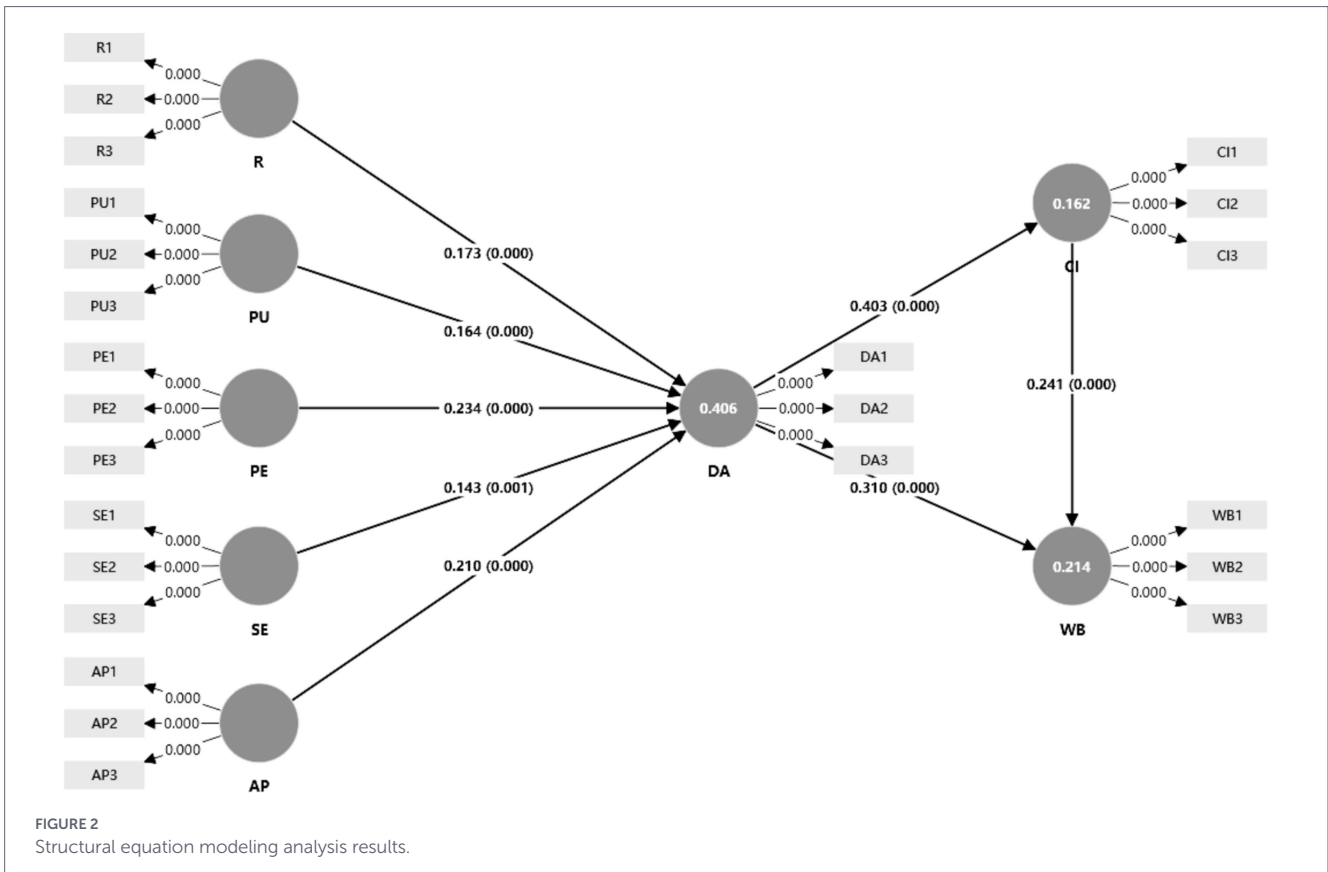 R1
0.000
R2
0.000
R3
0.000
R
PU1
0.000
PU2
0.000
PU3
0.000
PU
PE1
0.000
PE2
0.000
PE3
0.000
PE
SE1
0.000
SE2
0.000
SE3
0.000
SE
AP1
0.000
AP2
0.000
AP3
0.000
AP
0.173 (0.000)
0.164 (0.000)
0.234 (0.000)
0.143 (0.001)
0.210 (0.000)
0.406
DA
0.000
DA1
0.000
DA2
0.000
DA3
0.403 (0.000)
0.310 (0.000)
0.162
CI
0.000
CI1
0.000
CI2
0.000
CI3
0.241 (0.000)
0.214
WB
0.000
WB1
0.000
WB2
0.000
WB3
FIGURE 2
Structural equation modeling analysis results.